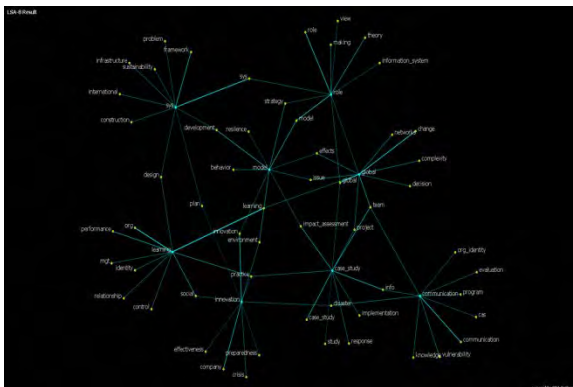 LSA-8 Result
view
role
theory
problem
making
framework
infrastructure
information_system
sustainability
sys
international
role
strategy
sys
model
construction
development
resilience
change
network
effects
complexity
behavior
model
global
design
issue
global
decision
plan
learning
team
org
impact_assessment
performance
innovation
project
environment
learning
org_identity
mgt
case_study
evaluation
identity
practice
info
relationship
social
communication
program
innovation
disaster
control
cas
case_study
implementation
communication
study
response
effectiveness
preparedness
knowledge
vulnerability
company
crisis